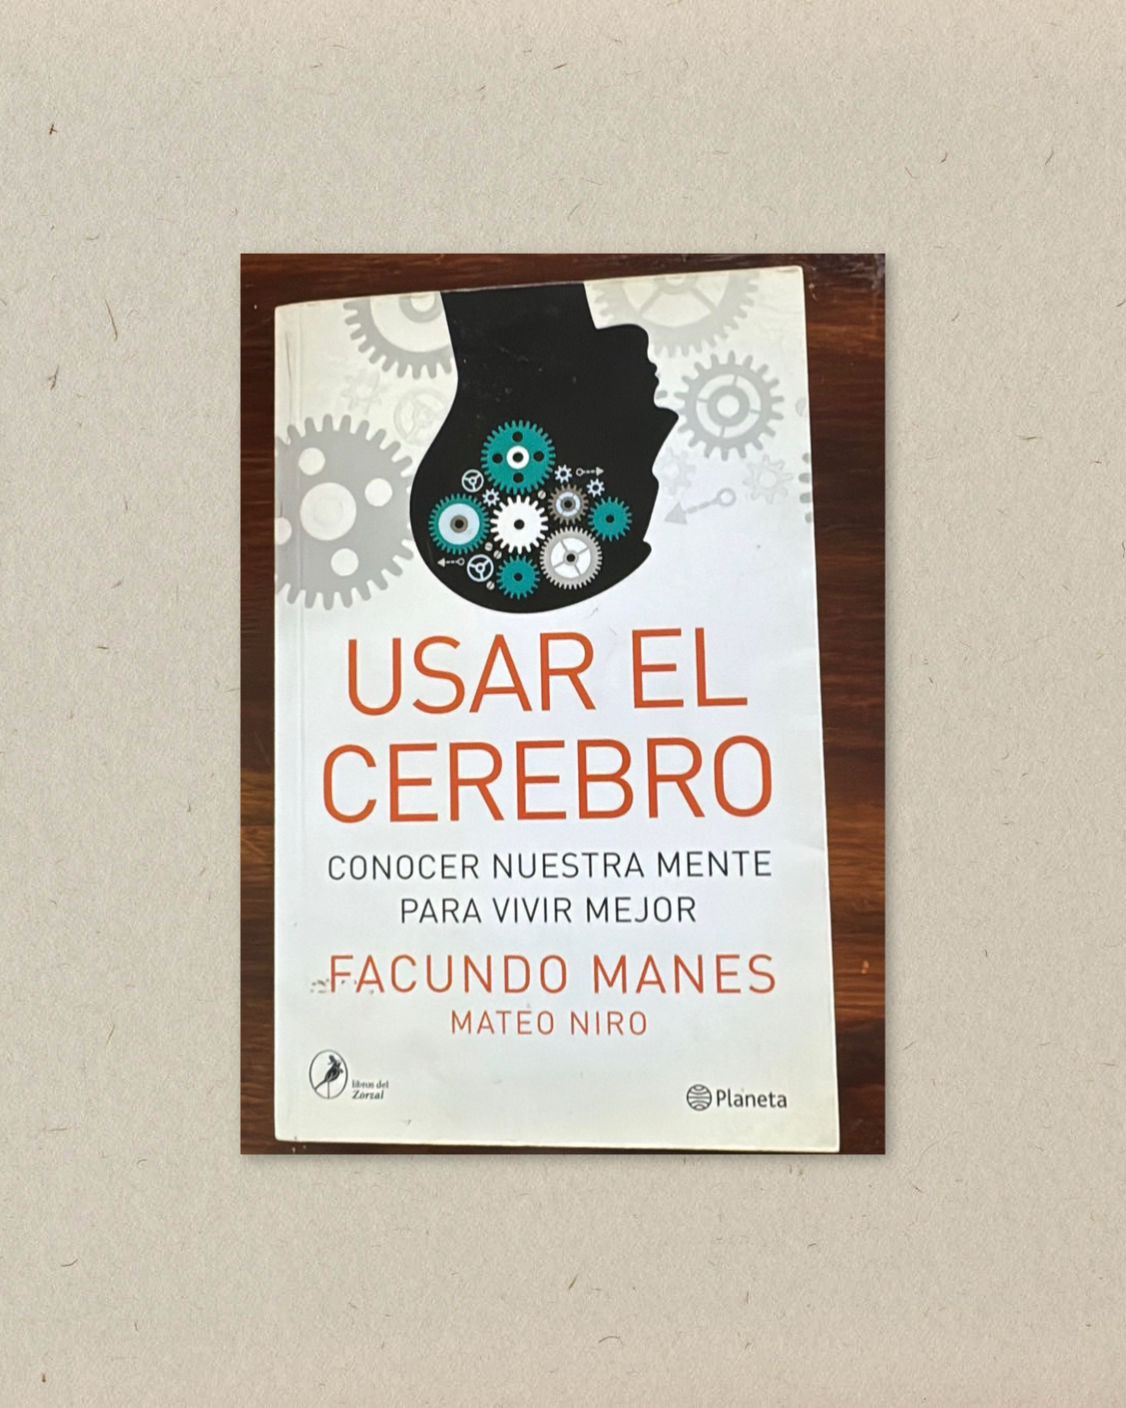 USAR EL
CEREBRO
CONOCER NUESTRA MENTE
PARA VIVIR MEJOR
FACUNDO MANES
MATEO NIRO
libros del
Zorzal
Planeta